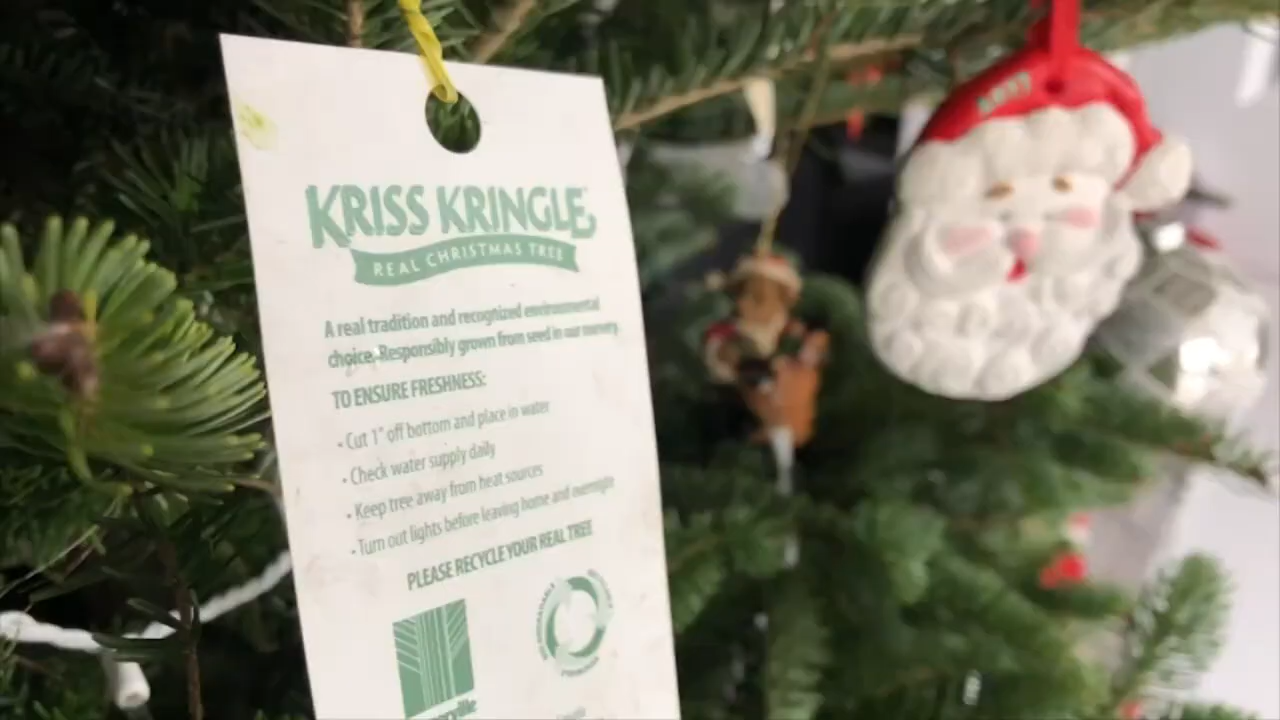 KRISS KRINGLE
REAL CHRISTMAS TREE
A real tradition and recognized environmental
choice. Responsibly grown from seed in our nursery.
TO ENSURE FRESHNESS:
• Cut 1" off bottom and place in water
• Check water supply daily
• Keep tree away from heat sources
• Turn out lights before leaving home and overnight
PLEASE RECYCLE YOUR REAL TREE